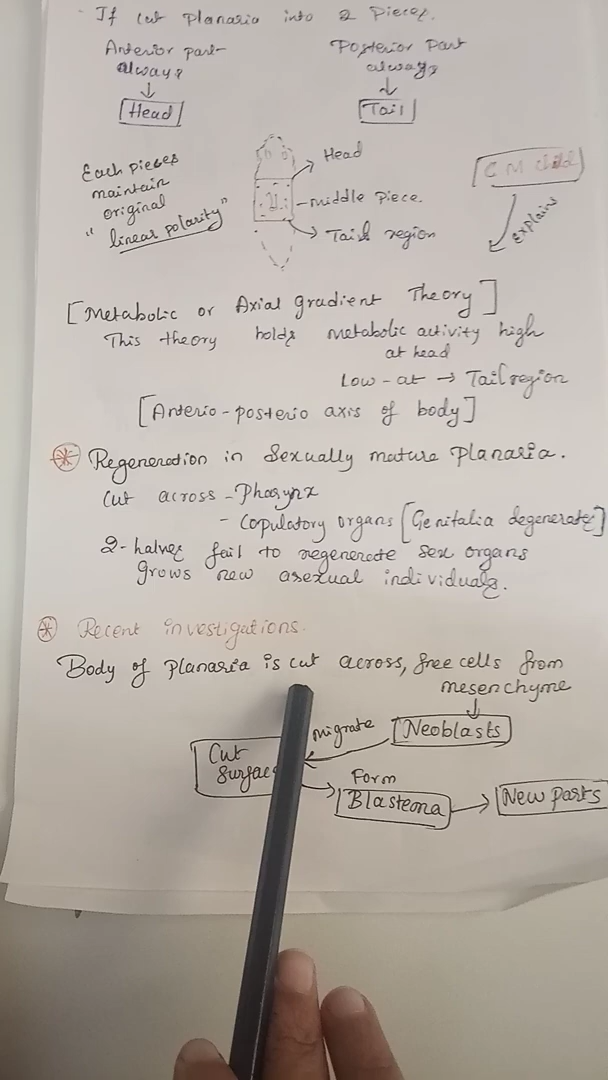 - If cut Planaria into 2 pieces.
Anterior part
always
↓
[Head]
Posterior Part
always
↓
[Tail]
Each pieces
maintain
original
"linear polarity"
Head
middle piece.
Tail region
[C M Child]
explain
[Metabolic or Axial gradient Theory]
This theory holds metabolic activity high
at head
Low - at → Tail region
[Anterio-posterio axis of body]
Regeneration in Sexually mature Planaria.
Cut across - Pharynx
- Copulatory organs [Genitalia degenerate]
2-halves fail to regenerate sex organs
grows new asexual individuals.
Recent investigations.
Body of Planaria is cut across, free cells from
mesenchyme
↓
migrate [Neoblasts]
Cut
Surface
Form
Blastema → New parts